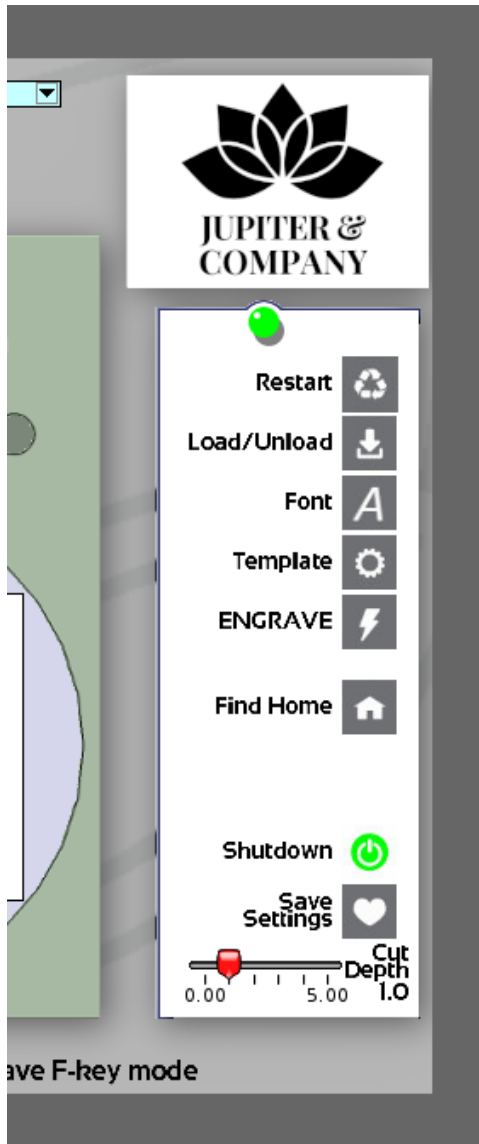 JUPITER &
COMPANY
Restart
Load/Unload
Font
A
Template
ENGRAVE
Find Home
Shutdown
Save
Settings
Cut
Depth
0.00 5.00 1.0
ave F-key mode